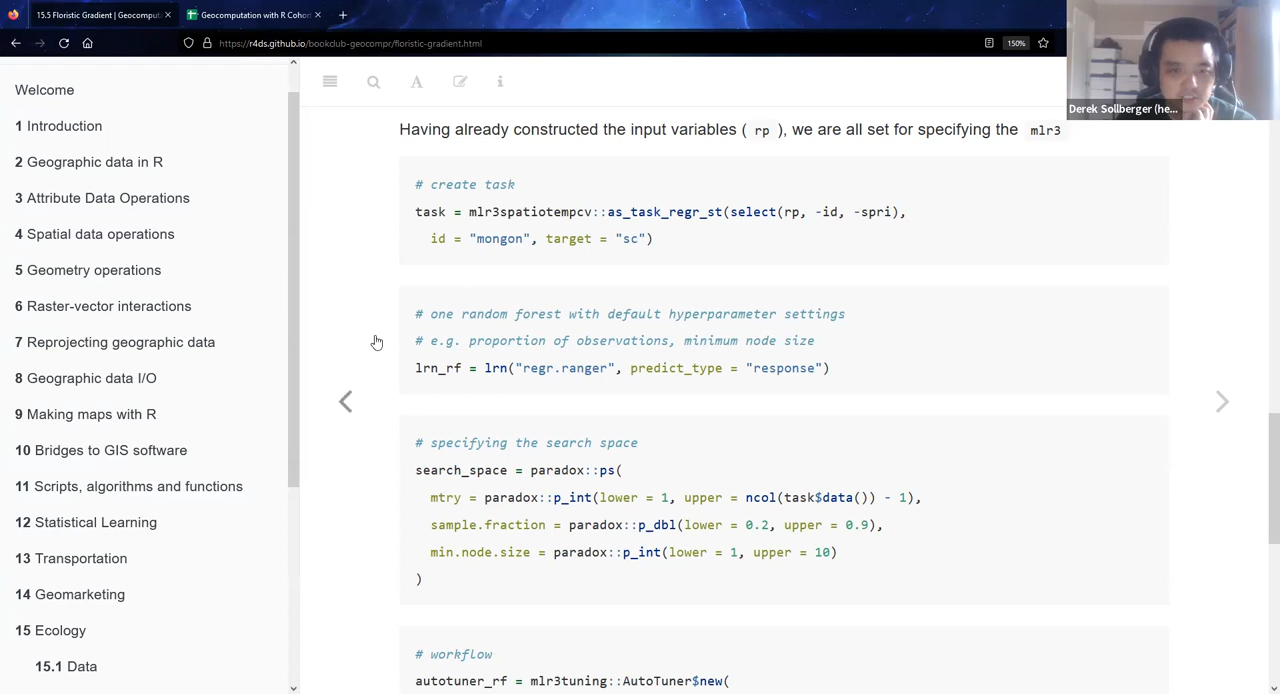 15.5 Floristic Gradient | Geocomput
Geocomputation with R Cohor
https://r4ds.github.io/bookclub-geocompr/floristic-gradient.html
150%
Derek Sollberger (he...
Welcome
1 Introduction
2 Geographic data in R
3 Attribute Data Operations
4 Spatial data operations
5 Geometry operations
6 Raster-vector interactions
7 Reprojecting geographic data
8 Geographic data I/O
9 Making maps with R
10 Bridges to GIS software
11 Scripts, algorithms and functions
12 Statistical Learning
13 Transportation
14 Geomarketing
15 Ecology
15.1 Data
Having already constructed the input variables ( rp ), we are all set for specifying the mlr3
# create task
task = mlr3spatiotempcv::as_task_regr_st(select(rp, -id, -spri),
id = "mongon", target = "sc")
# one random forest with default hyperparameter settings
# e.g. proportion of observations, minimum node size
lrn_rf = lrn("regr.ranger", predict_type = "response")
# specifying the search space
search_space = paradox::ps(
mtry = paradox::p_int(lower = 1, upper = ncol(task$data()) - 1),
sample.fraction = paradox::p_dbl(lower = 0.2, upper = 0.9),
min.node.size = paradox::p_int(lower = 1, upper = 10)
)
# workflow
autotuner_rf = mlr3tuning::AutoTuner$new(